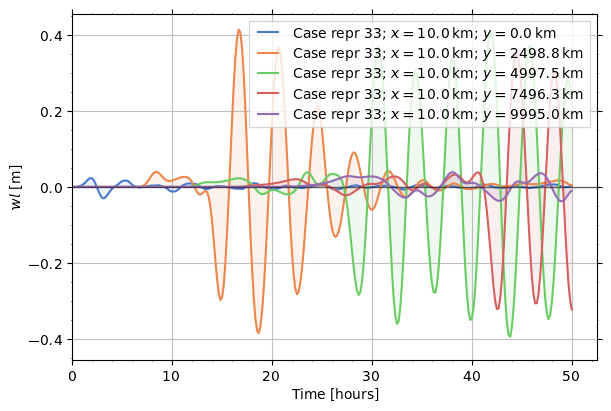 Case repr 33; x = 10.0 km; y = 0.0 km
Case repr 33; x = 10.0 km; y = 2498.8 km
Case repr 33; x = 10.0 km; y = 4997.5 km
Case repr 33; x = 10.0 km; y = 7496.3 km
Case repr 33; x = 10.0 km; y = 9995.0 km
0.4
0.2
0.0
−0.2
−0.4
wl [m]
0 10 20 30 40 50
Time [hours]